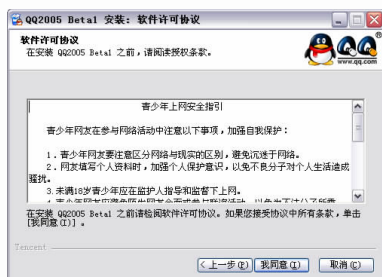 QQ2005 Beta1 安装: 软件许可协议
软件许可协议
在安装 QQ2005 Beta1 之前，请阅读授权条款。
QQ
www.qq.com
青少年上网安全指引
青少年网友在参与网络活动中注意以下事项，加强自我保护：
1．青少年网友要注意区分网络与现实的区别，避免沉迷于网络。
2．网友填写个人资料时，加强个人保护意识，以免不良分子对个人生活造成
骚扰。
3．未满18岁青少年应在监护人指导和监督下上网。
在安装 QQ2005 Beta1 之前请检阅软件许可协议。如果您接受协议中所有条款，单击
[我同意(I)] 。
Tencent
< 上一步(P)
我同意(I)
取消(C)